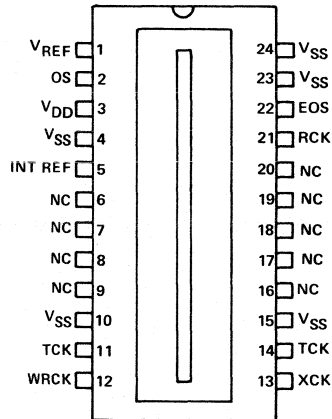 VREF 1 24 VSS
OS 2 23 VSS
VDD 3 22 EOS
VSS 4 21 RCK
INT REF 5 20 NC
NC 6 19 NC
NC 7 18 NC
NC 8 17 NC
NC 9 16 NC
VSS 10 15 VSS
TCK 11 14 TCK
WRCK 12 13 XCK